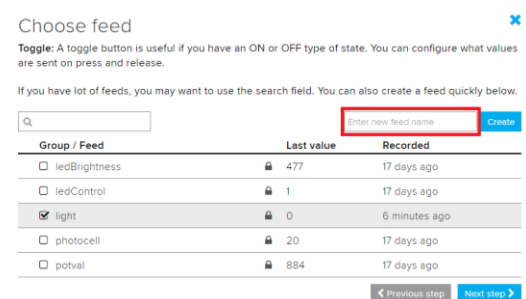 Choose feed
Toggle: A toggle button is useful if you have an ON or OFF type of state. You can configure what values
are sent on press and release.
If you have lot of feeds, you may want to use the search field. You can also create a feed quickly below.
Enter new feed name Create
Group / Feed Last value Recorded
ledBrightness 477 17 days ago
ledControl 1 17 days ago
light 0 6 minutes ago
photocell 20 17 days ago
potval 884 17 days ago
Previous step Next step